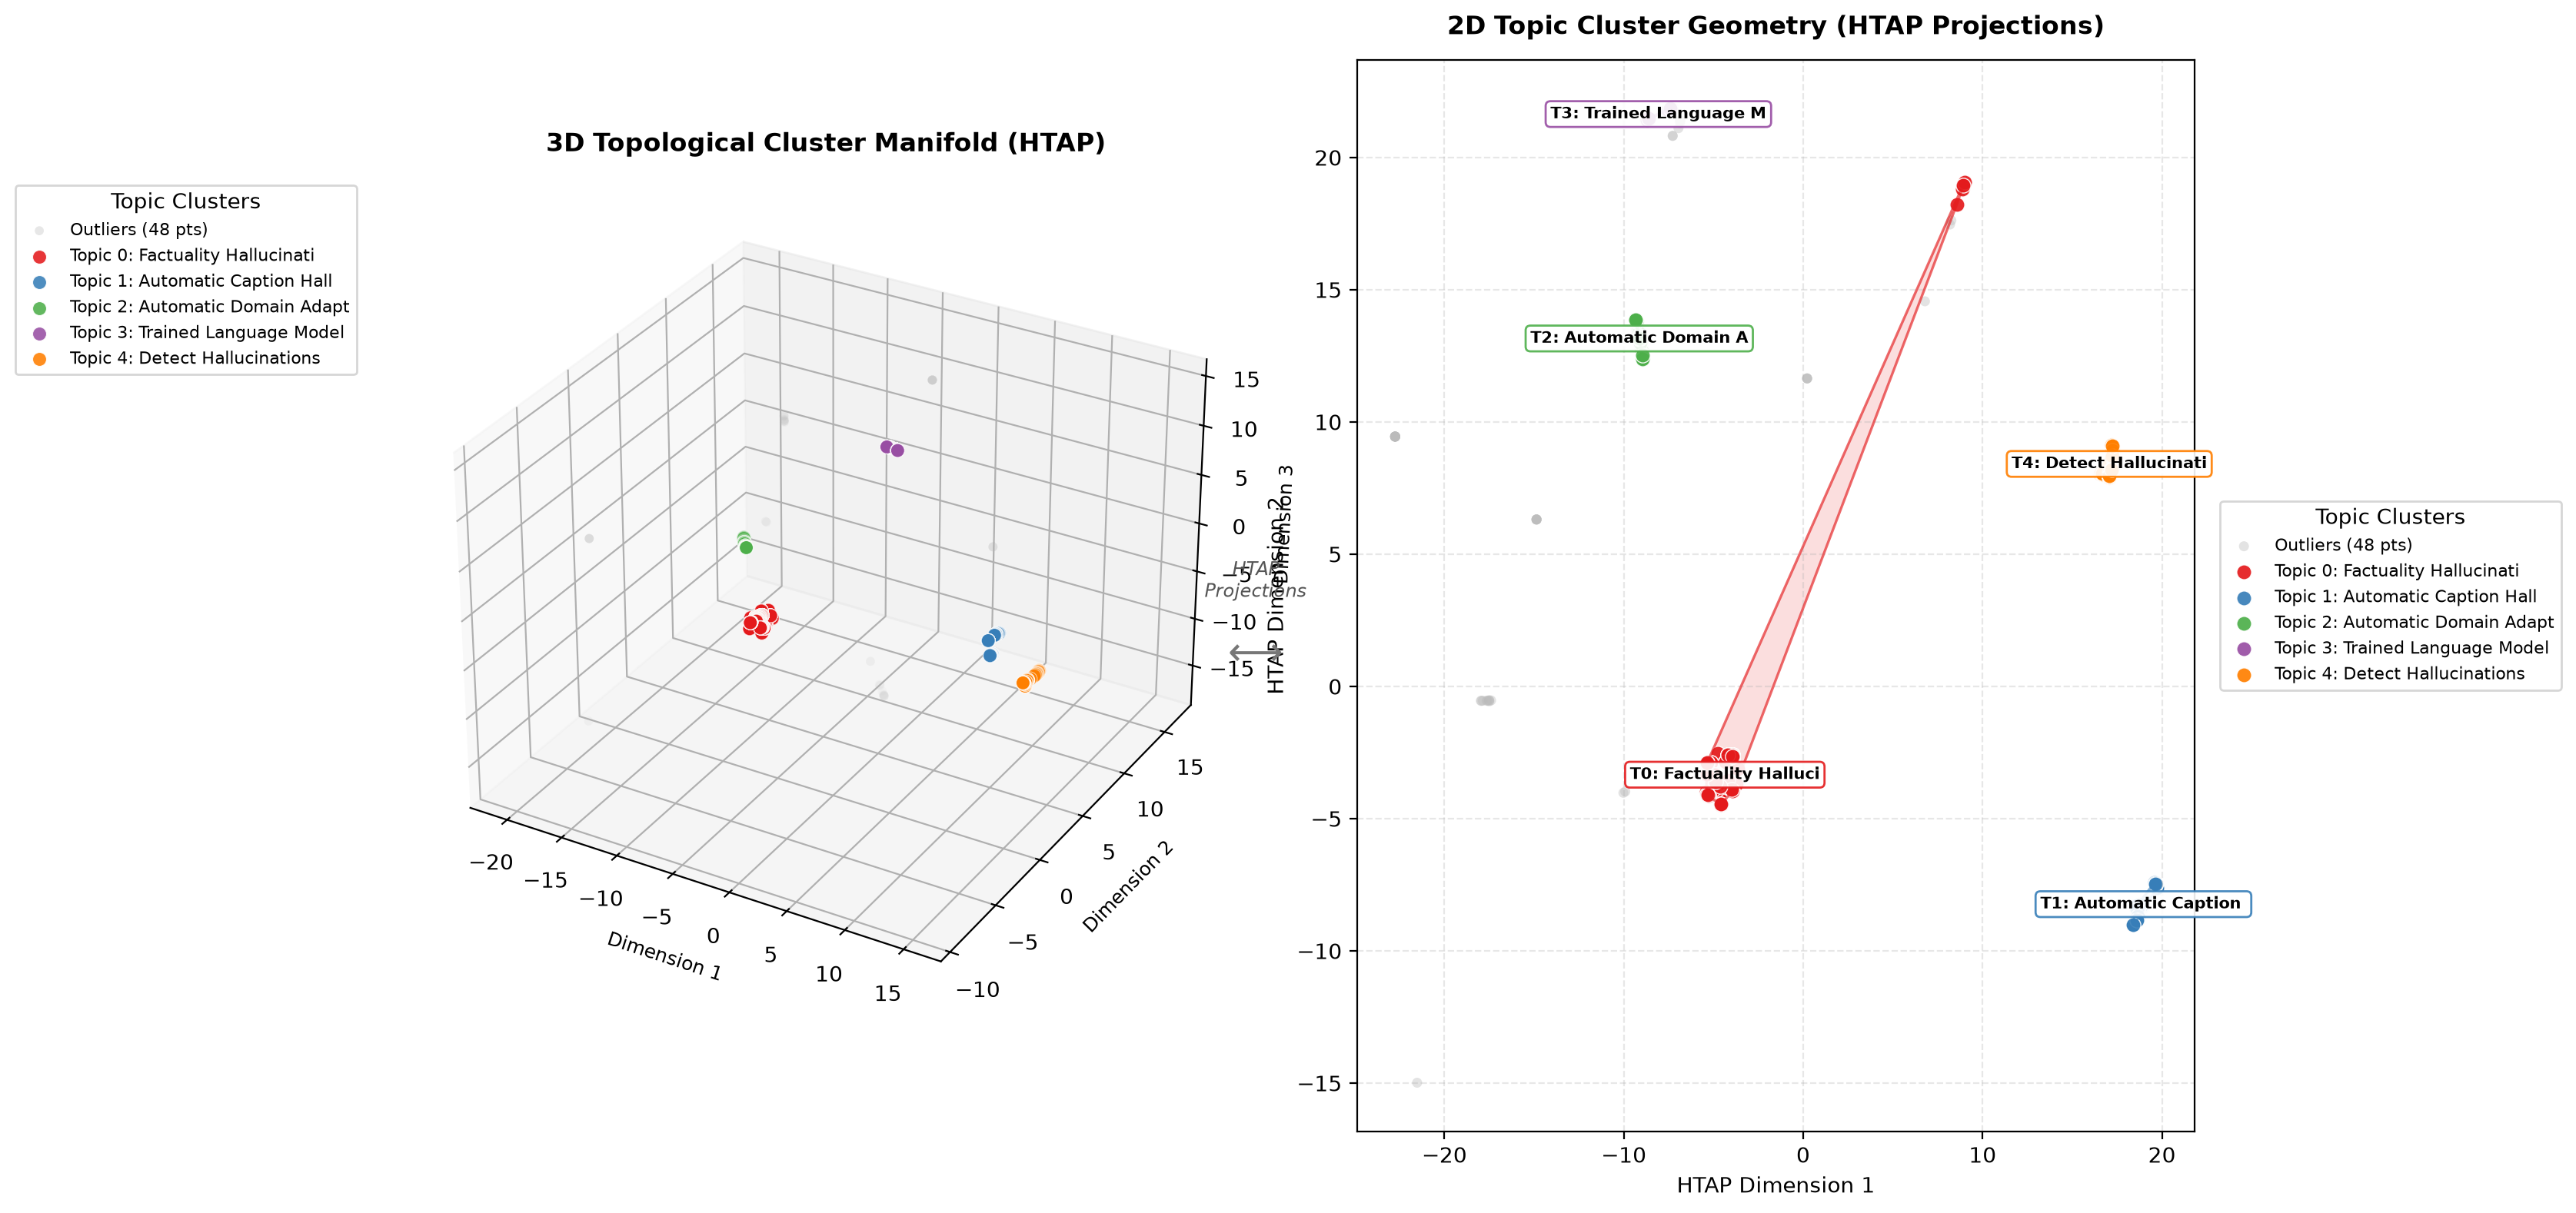 3D Topological Cluster Manifold (HTAP)
Topic Clusters
Outliers (48 pts)
Topic 0: Factuality Hallucinati
Topic 1: Automatic Caption Hall
Topic 2: Automatic Domain Adapt
Topic 3: Trained Language Model
Topic 4: Detect Hallucinations
15
10
5
0
−5
−10
−15
Dimension 3
−20
−15
−10
−5
0
5
10
15
Dimension 1
−10
−5
0
5
10
15
Dimension 2
HTAP
Projections
2D Topic Cluster Geometry (HTAP Projections)
HTAP Dimension 2
20
15
10
5
0
−5
−10
−15
T3: Trained Language M
T2: Automatic Domain A
T4: Detect Hallucinati
T0: Factuality Halluci
T1: Automatic Caption
−20
−10
0
10
20
HTAP Dimension 1
Topic Clusters
Outliers (48 pts)
Topic 0: Factuality Hallucinati
Topic 1: Automatic Caption Hall
Topic 2: Automatic Domain Adapt
Topic 3: Trained Language Model
Topic 4: Detect Hallucinations